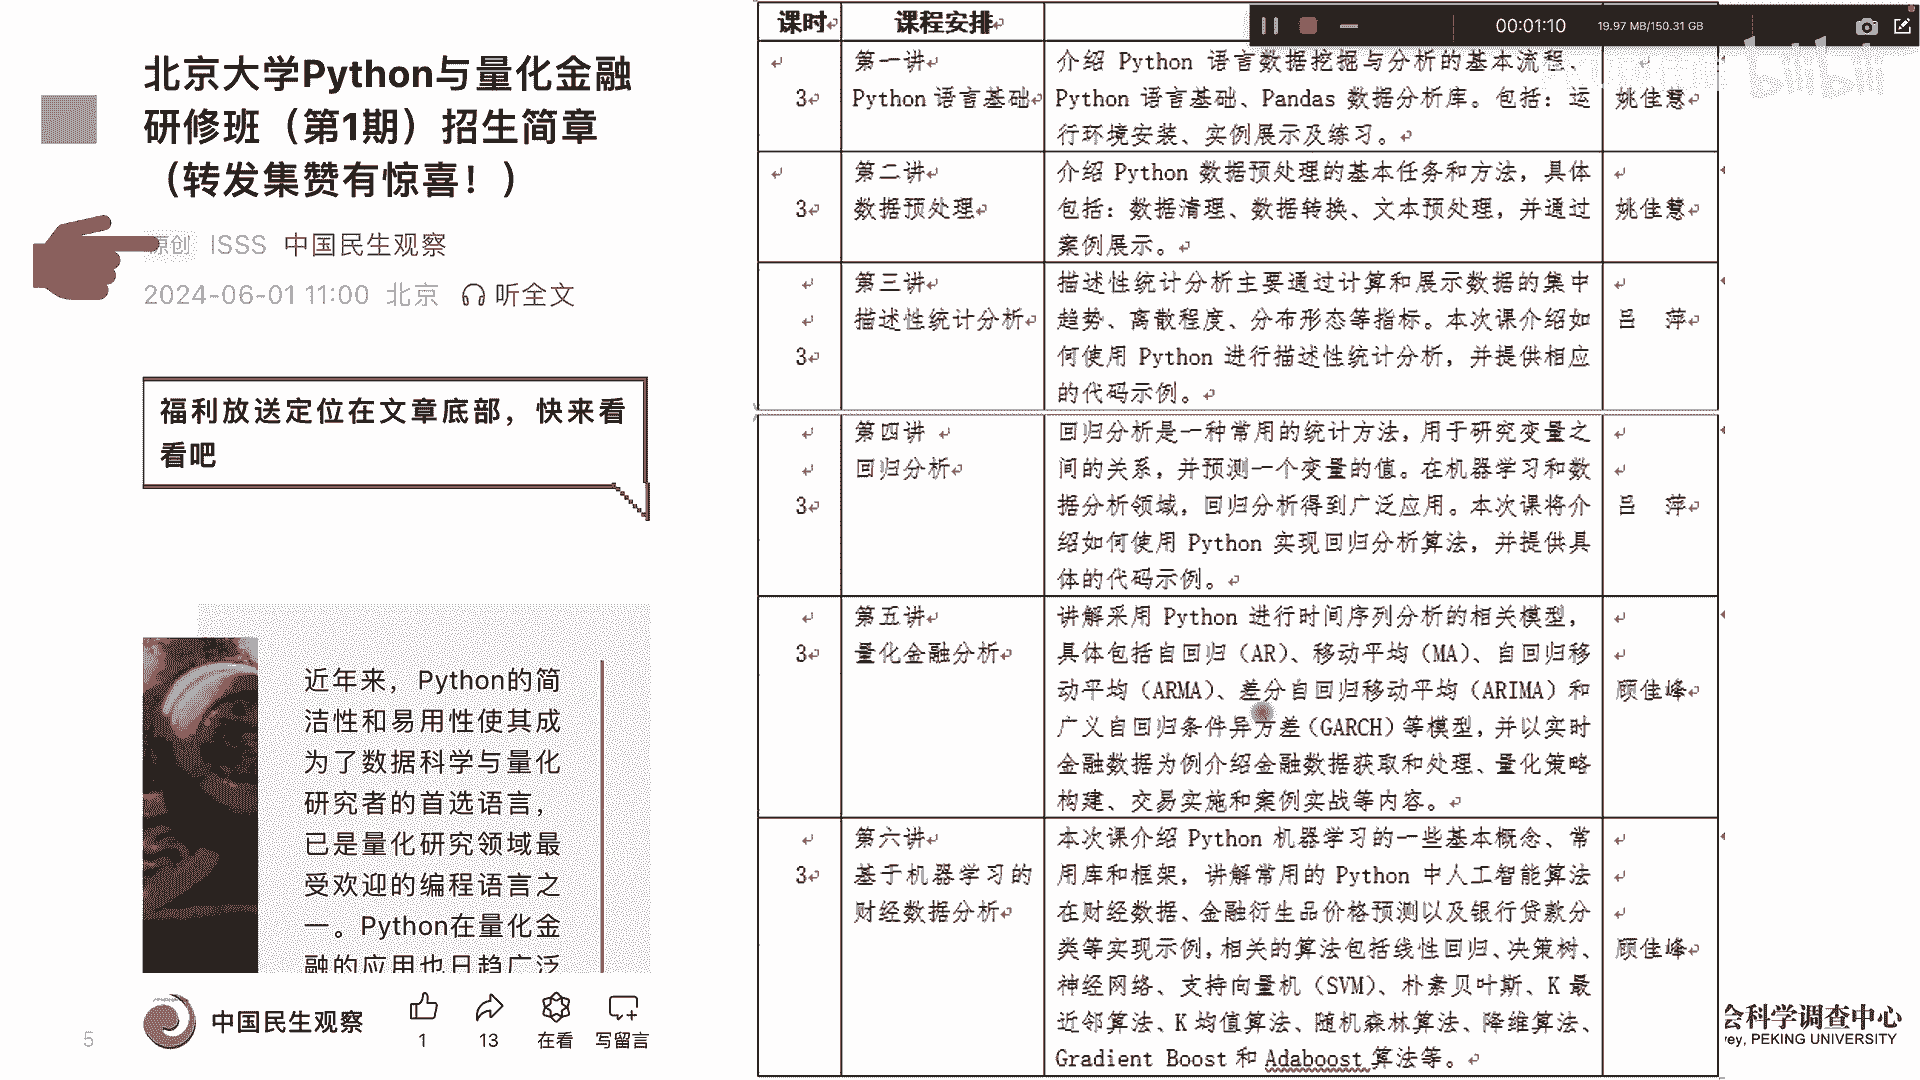 北京大学Python与量化金融
研修班（第1期）招生简章
（转发集赞有惊喜！）
原创 ISSS 中国民生观察
2024-06-01 11:00 北京 听全文
福利放送定位在文章底部，快来看
看吧
近年来，Python的简
洁性和易用性使其成
为了数据科学与量化
研究者的首选语言，
已是量化研究领域最
受欢迎的编程语言之
一。Python在量化金
融的应用也日趋广泛
中国民生观察
1 13 在看 写留言
5
课时 课程安排
00:01:10 19.97 MB/150.31 GB
bilibili
3
第一讲
Python 语言基础
介绍 Python 语言数据挖掘与分析的基本流程、
Python 语言基础、Pandas 数据分析库。包括：运
行环境安装、实例展示及练习。
姚佳慧
3
第二讲
数据预处理
介绍 Python 数据预处理的基本任务和方法，具体
包括：数据清理、数据转换、文本预处理，并通过
案例展示。
姚佳慧
3
第三讲
描述性统计分析
描述性统计分析主要通过计算和展示数据的集中
趋势、离散程度、分布形态等指标。本次课介绍如
何使用 Python 进行描述性统计分析，并提供相应
的代码示例。
吕 萍
3
第四讲
回归分析
回归分析是一种常用的统计方法，用于研究变量之
间的关系，并预测一个变量的值。在机器学习和数
据分析领域，回归分析得到广泛应用。本次课将介
绍如何使用 Python 实现回归分析算法，并提供具
体的代码示例。
吕 萍
3
第五讲
量化金融分析
讲解采用 Python 进行时间序列分析的相关模型，
具体包括自回归（AR）、移动平均（MA）、自回归移
动平均（ARMA）、差分自回归移动平均（ARIMA）和
广义自回归条件异方差（GARCH）等模型，并以实时
金融数据为例介绍金融数据获取和处理、量化策略
构建、交易实施和案例实战等内容。
顾佳峰
3
第六讲
基于机器学习的
财经数据分析
本次课介绍 Python 机器学习的一些基本概念、常
用库和框架，讲解常用的 Python 中人工智能算法
在财经数据、金融衍生品价格预测以及银行贷款分
类等实现示例，相关的算法包括线性回归、决策树、
神经网络、支持向量机（SVM）、朴素贝叶斯、K 最
近邻算法、K 均值算法、随机森林算法、降维算法、
Gradient Boost 和 Adaboost 算法等。
顾佳峰
会科学调查中心
vey, PEKING UNIVERSITY